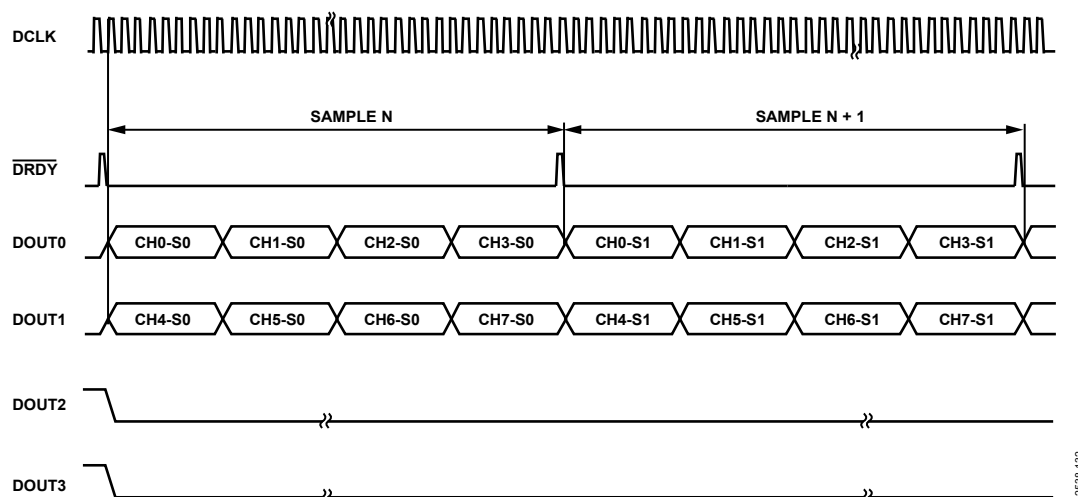 DCLK
SAMPLE N
SAMPLE N + 1
DRDY
DOUT0
CH0-S0
CH1-S0
CH2-S0
CH3-S0
CH0-S1
CH1-S1
CH2-S1
CH3-S1
DOUT1
CH4-S0
CH5-S0
CH6-S0
CH7-S0
CH4-S1
CH5-S1
CH6-S1
CH7-S1
DOUT2
DOUT3